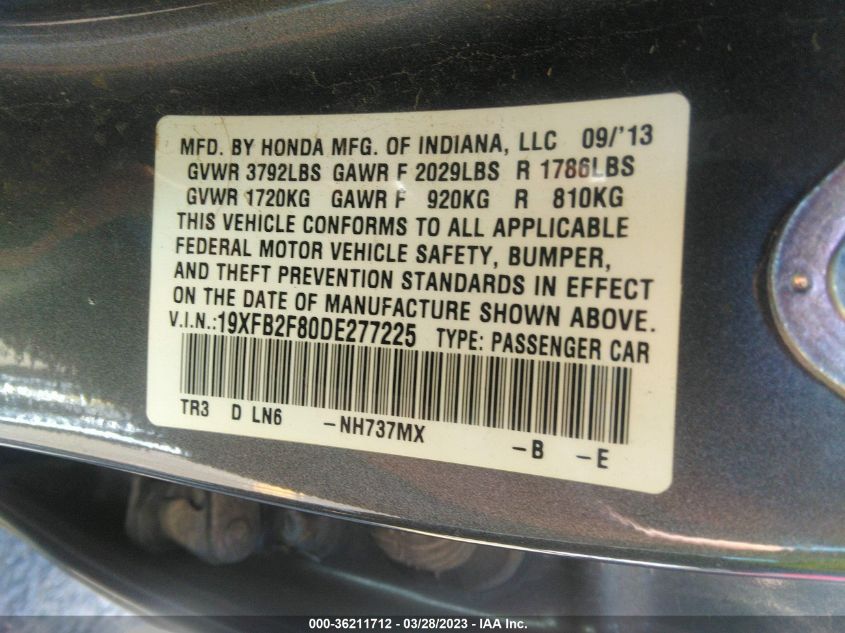 MFD. BY HONDA MFG. OF INDIANA, LLC 09/'13
GVWR 3792LBS GAWR F 2029LBS R 1786LBS
GVWR 1720KG GAWR F 920KG R 810KG
THIS VEHICLE CONFORMS TO ALL APPLICABLE
FEDERAL MOTOR VEHICLE SAFETY, BUMPER,
AND THEFT PREVENTION STANDARDS IN EFFECT
ON THE DATE OF MANUFACTURE SHOWN ABOVE.
V.I.N.:19XFB2F80DE277225 TYPE: PASSENGER CAR
TR3 D LN6 -NH737MX -B -E
000-36211712 / 03/28/2023 - IAA Inc.